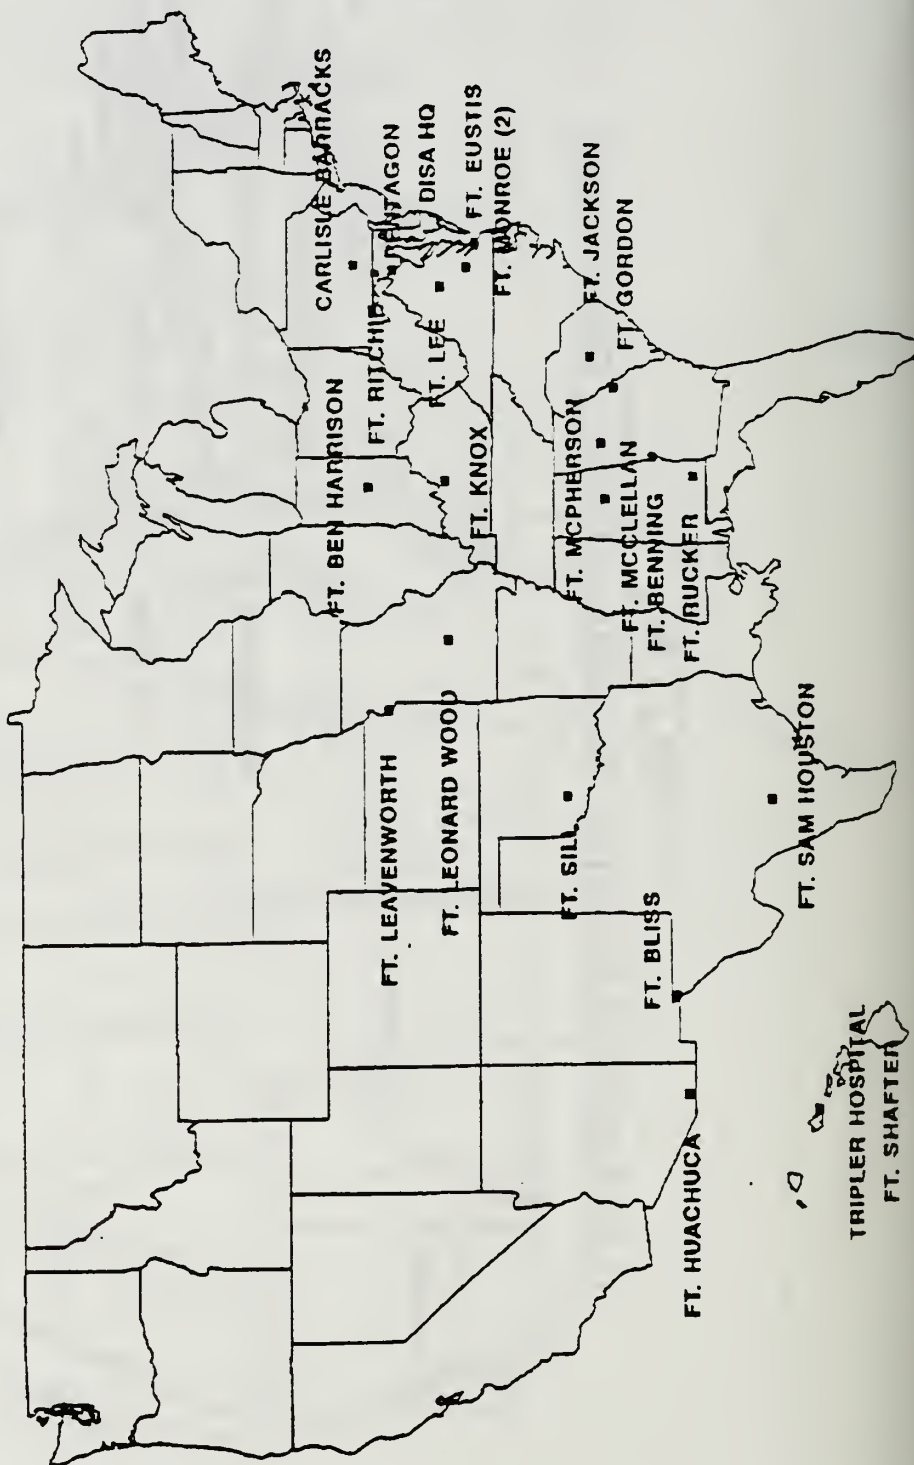 CARLISLE BARRACKS
PENTAGON
DISA HQ
FT. EUSTIS
FT. MONROE (2)
FT. JACKSON
FT. GORDON
FT. BEN HARRISON
FT. RITCHIE
FT. LEE
FT. KNOX
FT. MCPHERSON
FT. MCCLELLAN
FT. BENNING
FT. RUCKER
FT. LEAVENWORTH
FT. LEONARD WOOD
FT. SILL
FT. BLISS
FT. SAM HOUSTON
FT. HUACHUCA
TRIPLER HOSPITAL
FT. SHAFTER